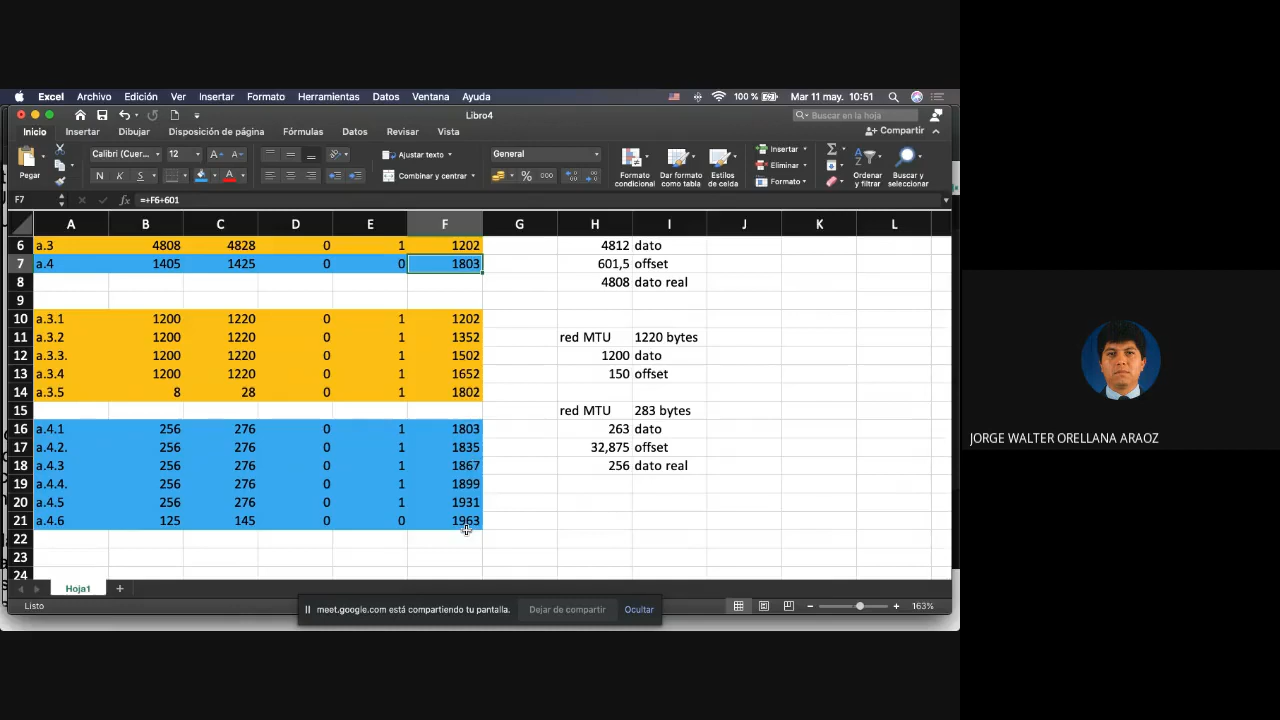 Excel Archivo Edición Ver Insertar Formato Herramientas Datos Ventana Ayuda 100 % Mar 11 may. 10:51
Libro4 Buscar en la hoja
Inicio Insertar Dibujar Disposición de página Fórmulas Datos Revisar Vista Compartir
Calibri (Cuer... 12 A A Ajustar texto General Insertar
Pegar N K S A Combinar y centrar % 000 Formato condicional Dar formato como tabla Estilos de celda Eliminar Formato Ordenar y filtrar Buscar y seleccionar
F7 fx =+F6+601
A B C D E F G H I J K L
6 a.3 4808 4828 0 1 1202 4812 dato
7 a.4 1405 1425 0 0 1803 601,5 offset
8 4808 dato real
9
10 a.3.1 1200 1220 0 1 1202
11 a.3.2 1200 1220 0 1 1352 red MTU 1220 bytes
12 a.3.3. 1200 1220 0 1 1502 1200 dato
13 a.3.4 1200 1220 0 1 1652 150 offset
14 a.3.5 8 28 0 1 1802
15 red MTU 283 bytes
16 a.4.1 256 276 0 1 1803 263 dato
17 a.4.2. 256 276 0 1 1835 32,875 offset
18 a.4.3 256 276 0 1 1867 256 dato real
19 a.4.4. 256 276 0 1 1899
20 a.4.5 256 276 0 1 1931
21 a.4.6 125 145 0 0 1963
22
23
24
Hoja1
Listo meet.google.com está compartiendo tu pantalla. Dejar de compartir Ocultar 163%
JORGE WALTER ORELLANA ARAOZ